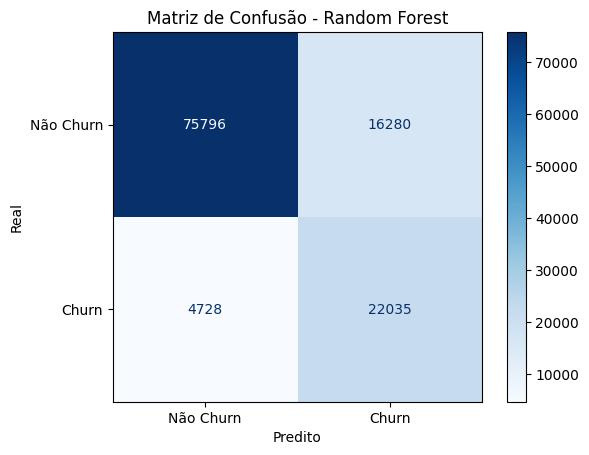 Matriz de Confusão - Random Forest
Real
Não Churn
75796
16280
Churn
4728
22035
Não Churn
Churn
Predito
70000
60000
50000
40000
30000
20000
10000